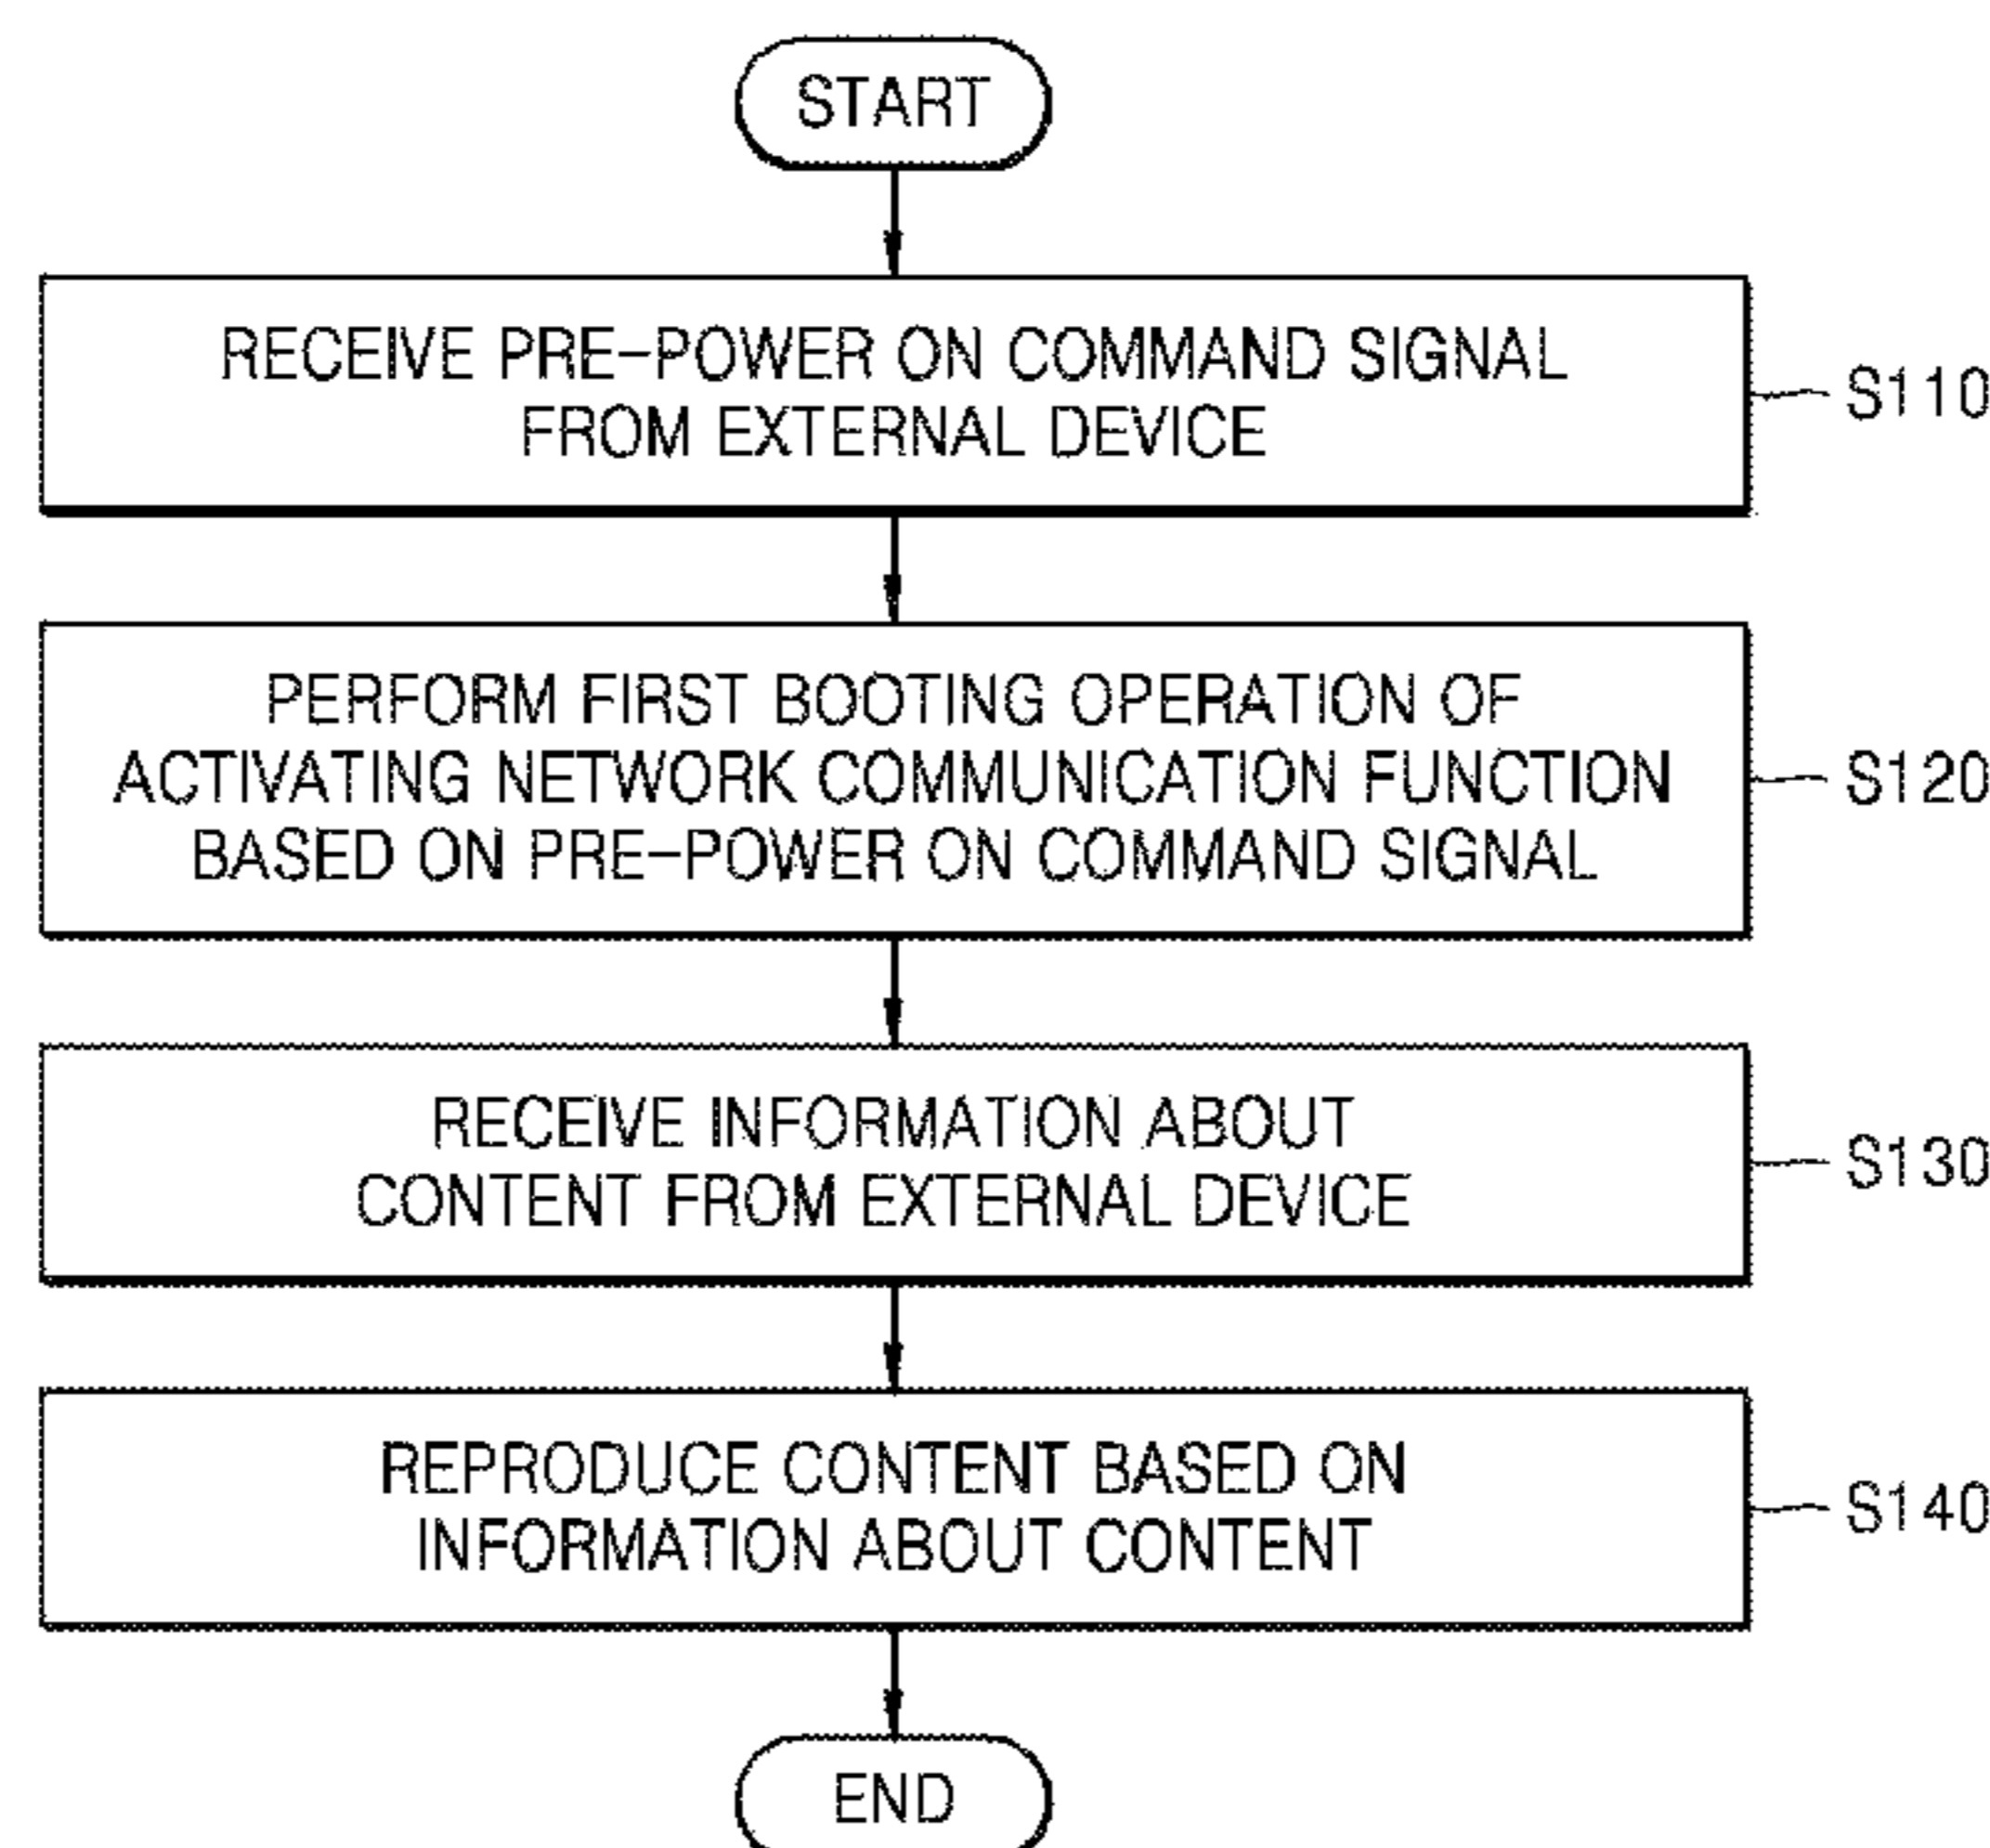 START
RECEIVE PRE-POWER ON COMMAND SIGNAL
FROM EXTERNAL DEVICE
S110
PERFORM FIRST BOOTING OPERATION OF
ACTIVATING NETWORK COMMUNICATION FUNCTION
BASED ON PRE-POWER ON COMMAND SIGNAL
S120
RECEIVE INFORMATION ABOUT
CONTENT FROM EXTERNAL DEVICE
S130
REPRODUCE CONTENT BASED ON
INFORMATION ABOUT CONTENT
S140
END